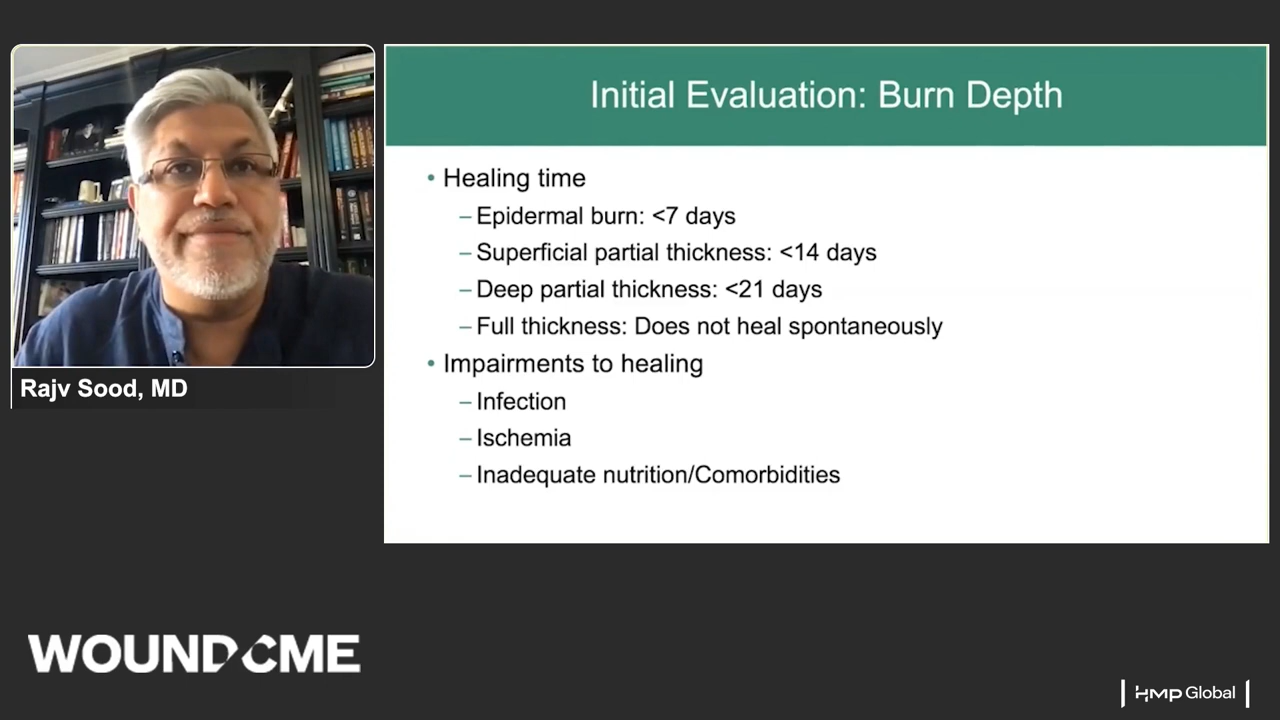 Initial Evaluation: Burn Depth
• Healing time
– Epidermal burn: <7 days
– Superficial partial thickness: <14 days
– Deep partial thickness: <21 days
– Full thickness: Does not heal spontaneously
• Impairments to healing
– Infection
– Ischemia
– Inadequate nutrition/Comorbidities
Rajv Sood, MD
WOUNDCME
HMP Global